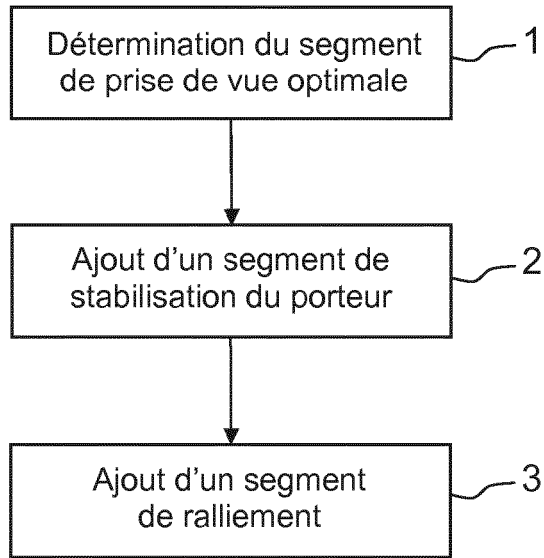 Détermination du segment
de prise de vue optimale
1
Ajout d'un segment de
stabilisation du porteur
2
Ajout d'un segment
de ralliement
3